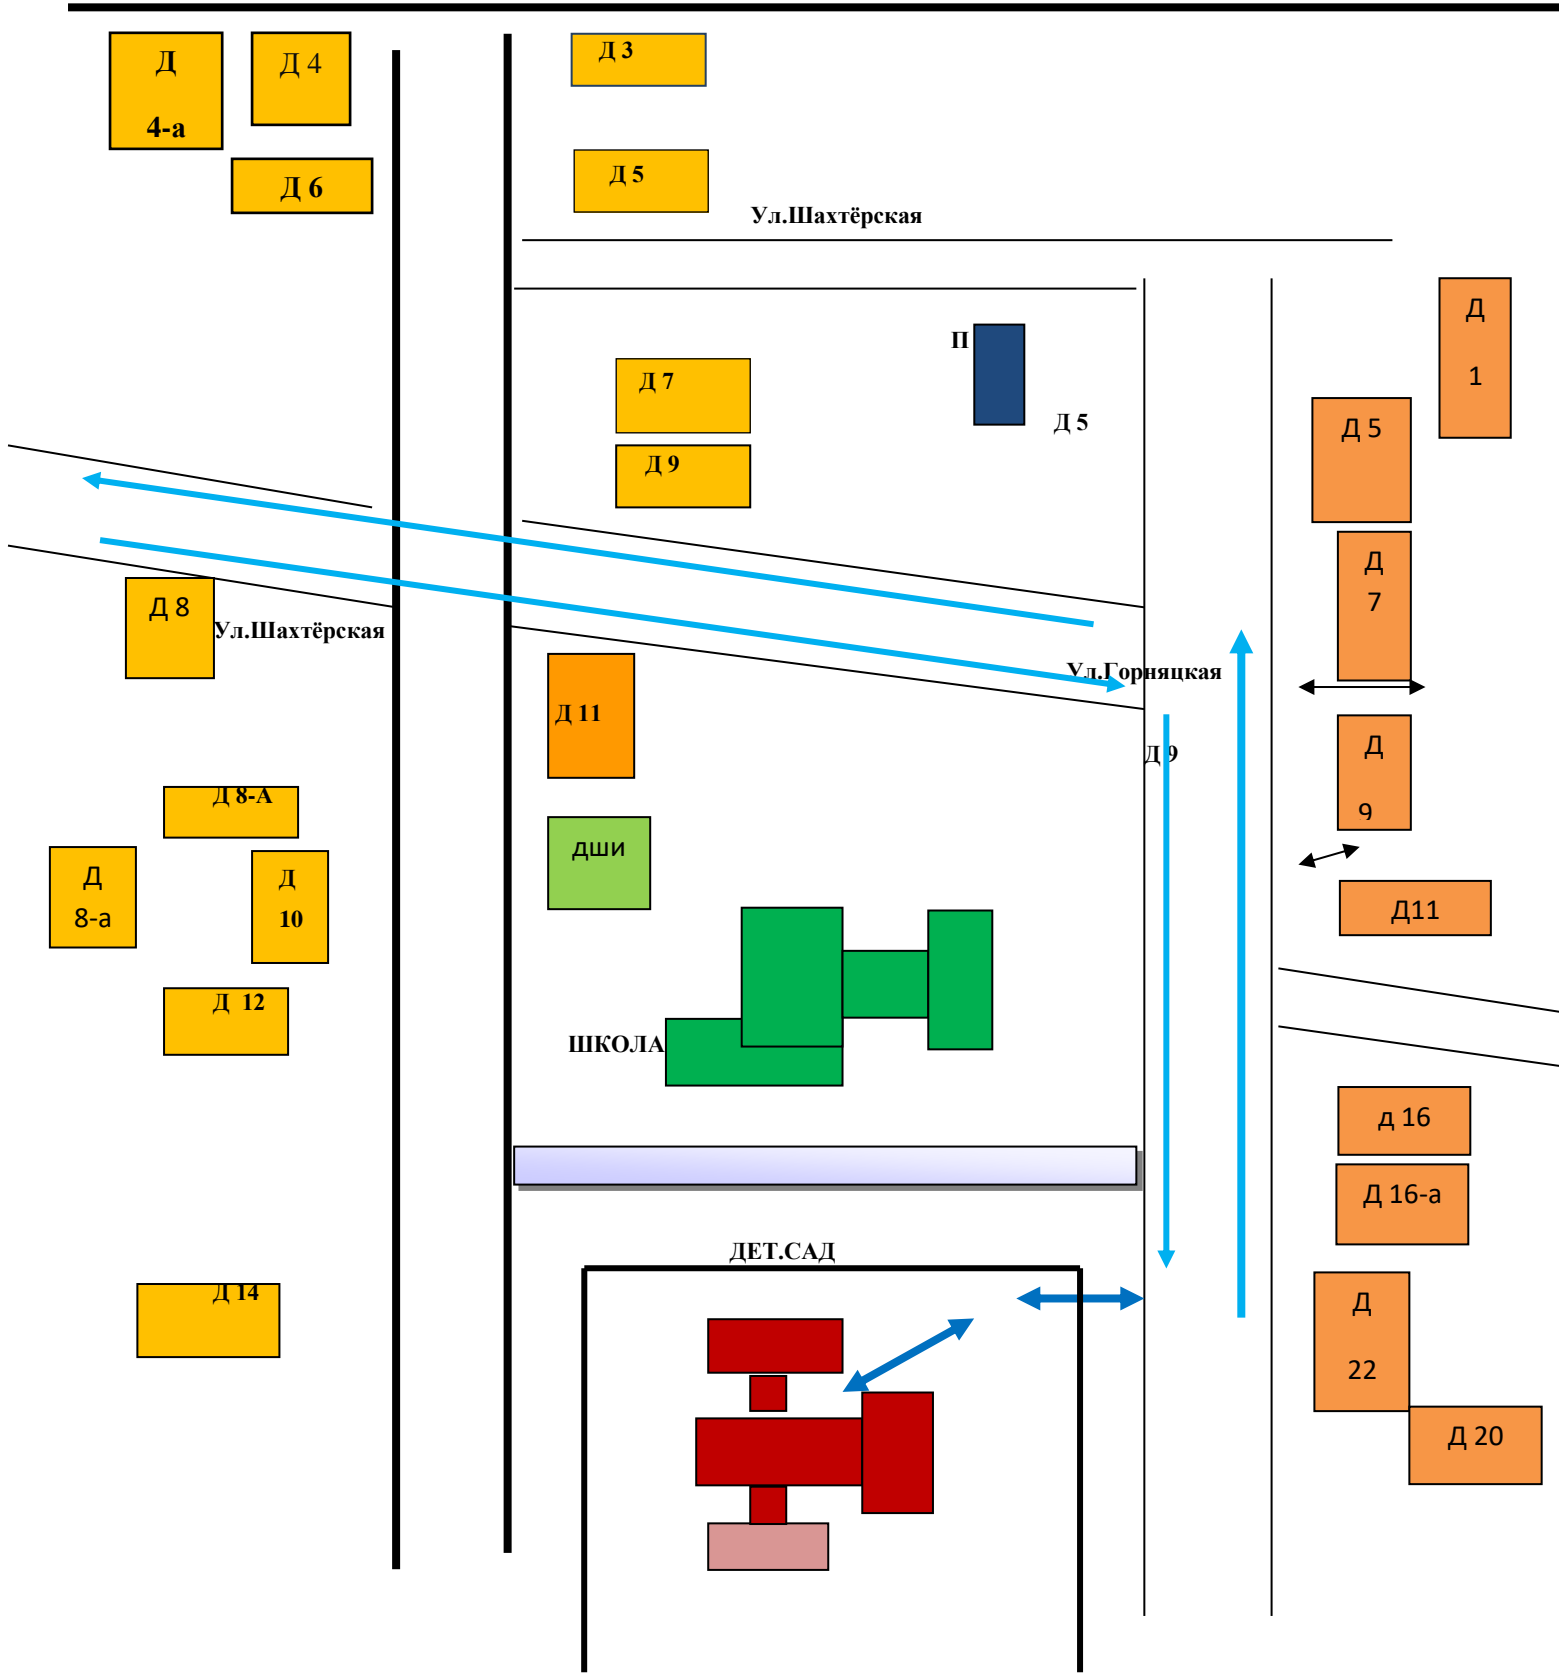 Д
4-а
Д 4
Д 6
Д 3
Д 5
Ул.Шахтёрская
П
Д 7
Д 5
Д 9
Д
1
Д 5
Д
7
Д 8
Ул.Шахтёрская
Ул.Горняцкая
Д 11
Д 9
Д
9
Д 8-А
дши
Д
8-а
Д
10
Д11
Д 12
ШКОЛА
д 16
Д 16-а
ДЕТ.САД
Д 14
Д
22
Д 20